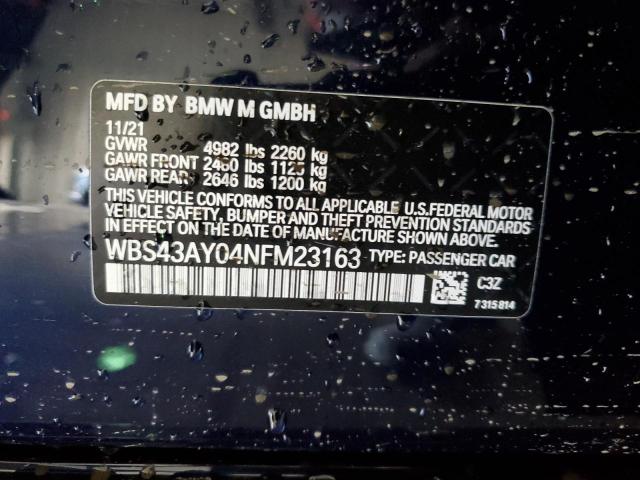 MFD BY BMW M GMBH
11/21
GVWR 4982 lbs 2260 kg
GAWR FRONT 2480 lbs 1125 kg
GAWR REAR 2646 lbs 1200 kg
THIS VEHICLE CONFORMS TO ALL APPLICABLE U.S.FEDERAL MOTOR
VEHICLE SAFETY, BUMPER AND THEFT PREVENTION STANDARDS
IN EFFECT ON THE DATE OF MANUFACTURE SHOWN ABOVE.
WBS43AY04NFM23163 TYPE: PASSENGER CAR
C3Z
7315814